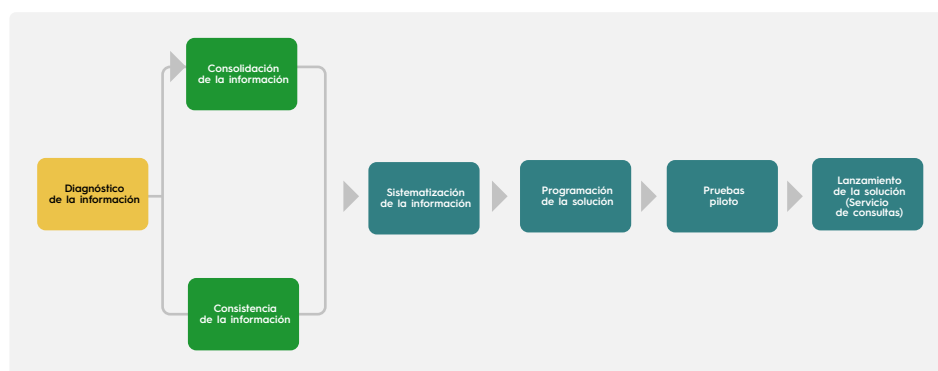 Diagnóstico
de la información
Consolidación
de la información
Consistencia
de la información
Sistematización
de la información
Programación
de la solución
Pruebas
piloto
Lanzamiento
de la solución
(Servicio
de consultas)